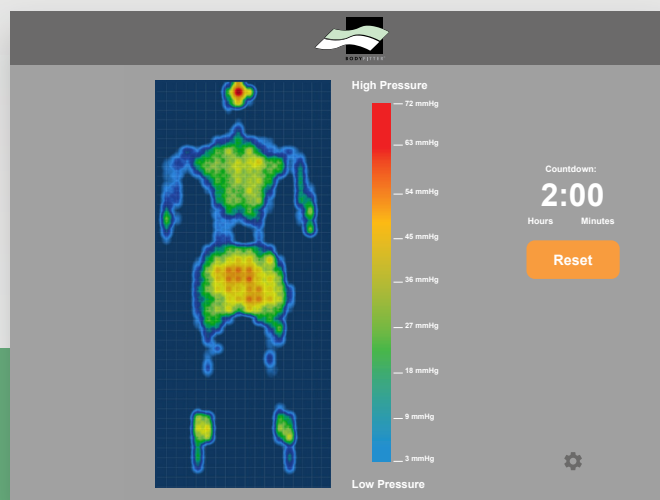 BODYITREK
High Pressure
72 mmHg
63 mmHg
54 mmHg
45 mmHg
36 mmHg
27 mmHg
18 mmHg
9 mmHg
3 mmHg
Low Pressure
Countdown:
2:00
Hours Minutes
Reset